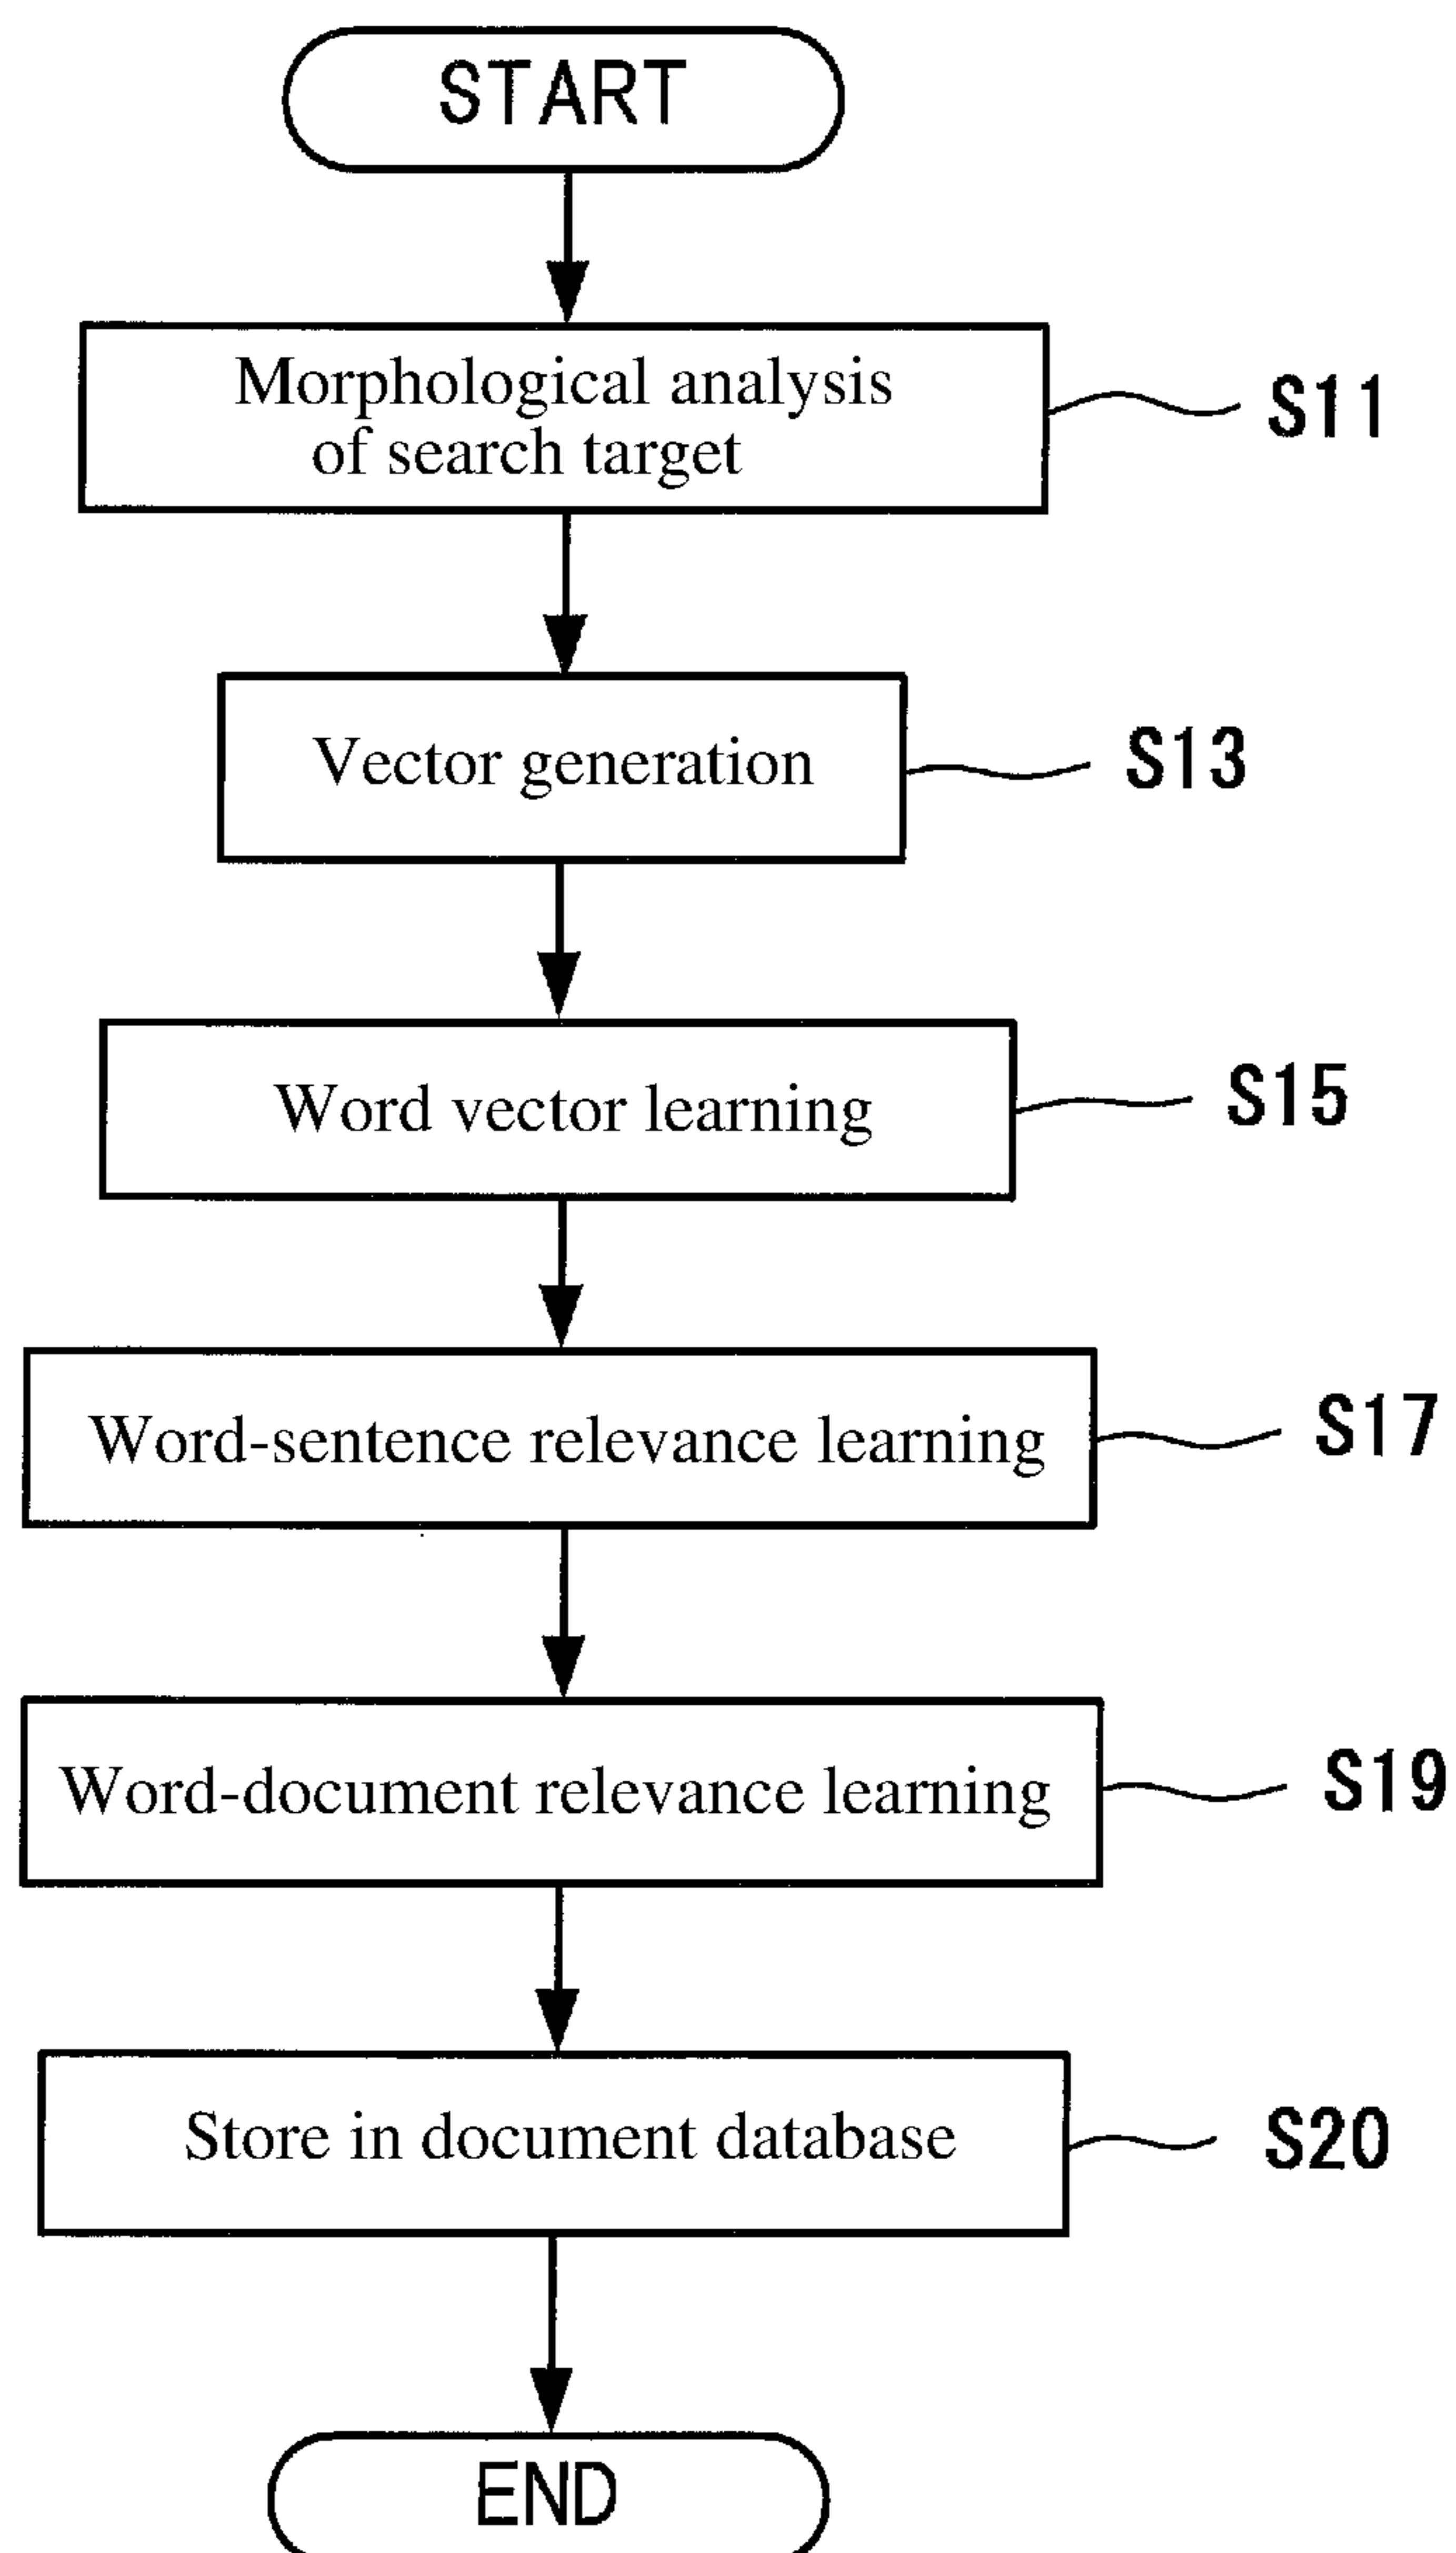 START
Morphological analysis
of search target
S11
Vector generation
S13
Word vector learning
S15
Word-sentence relevance learning
S17
Word-document relevance learning
S19
Store in document database
S20
END